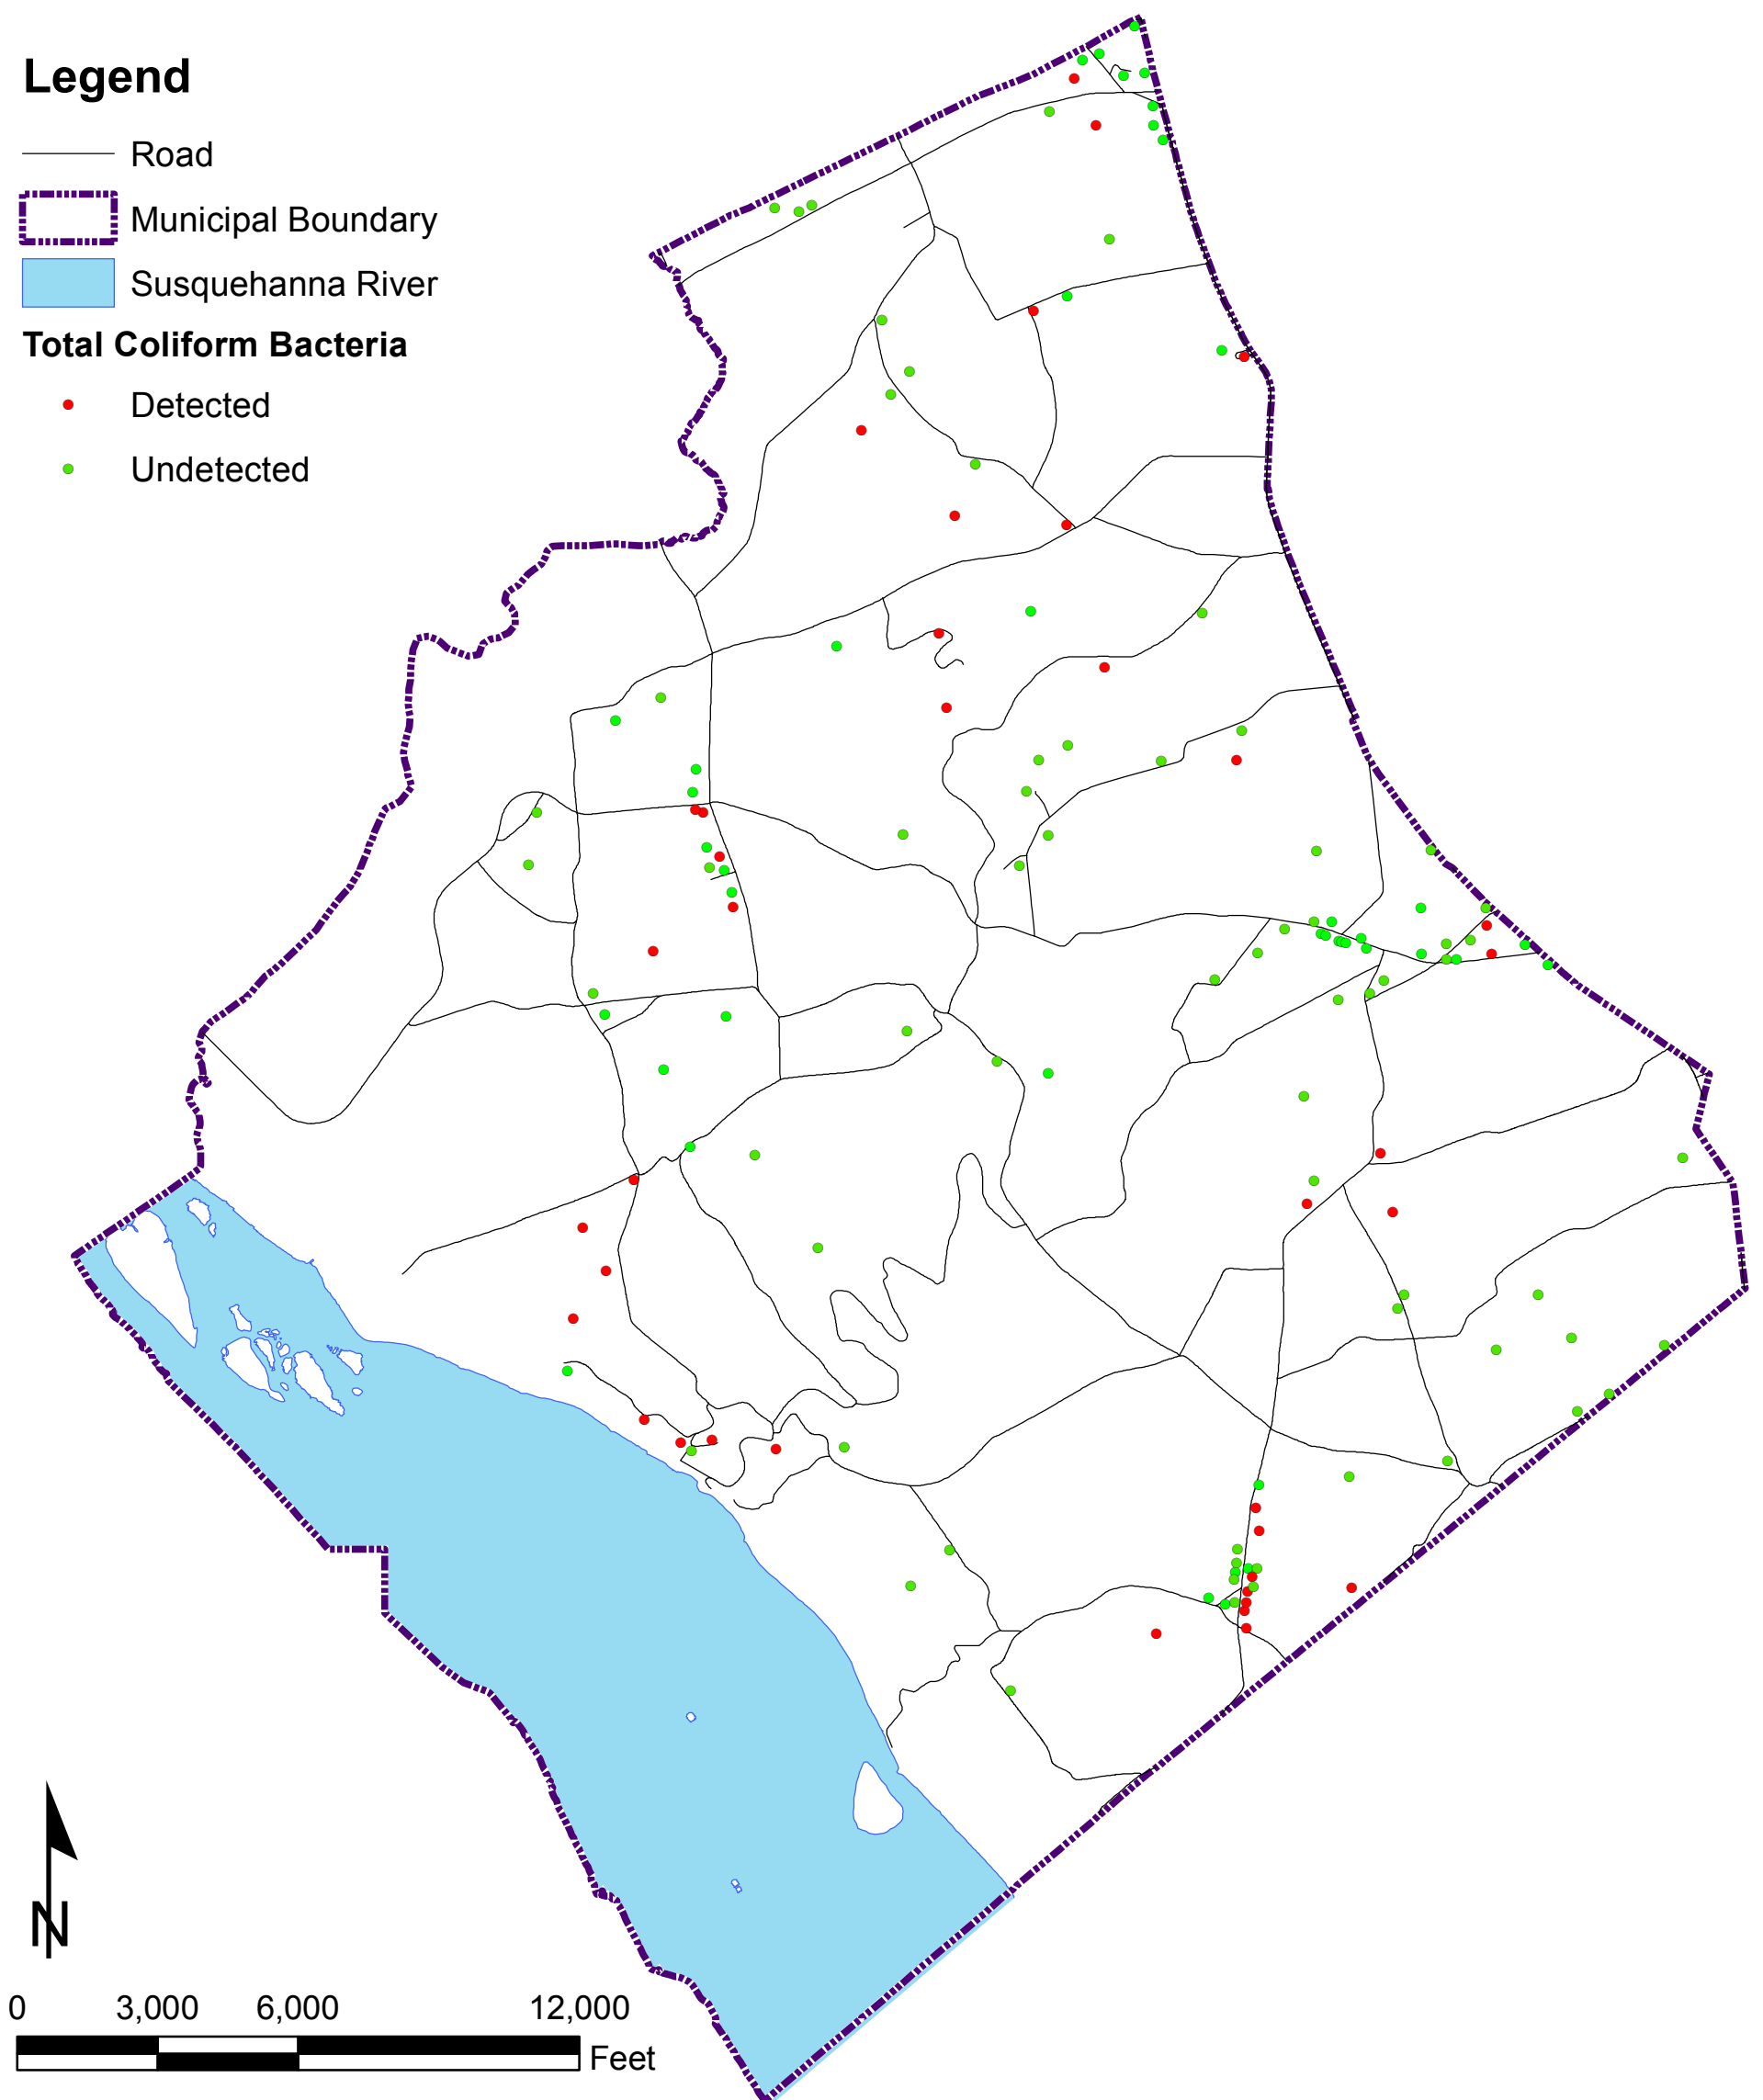 Legend
Road
Municipal Boundary
Susquehanna River
Total Coliform Bacteria
Detected
Undetected
N
0 3,000 6,000 12,000
Feet